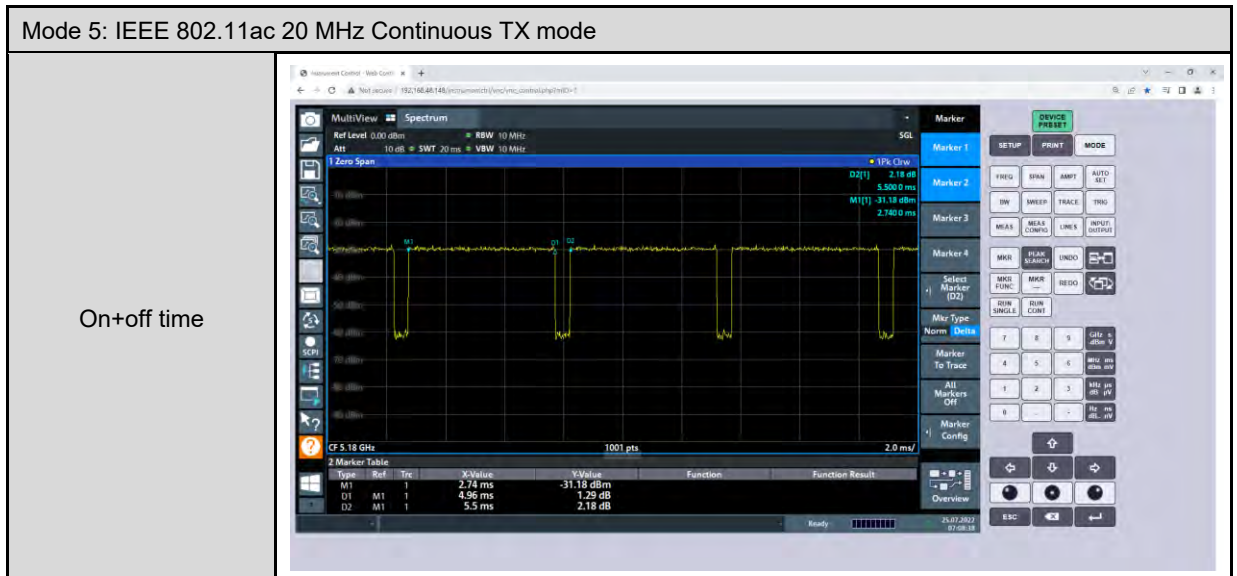 Mode 5: IEEE 802.11ac 20 MHz Continuous TX mode
On+off time
MultiView Spectrum
Ref Level 0.00 dBm RBW 10 MHz SGL
Att 10 dB SWT 20 ms VBW 10 MHz
1 Zero Span 1Pk Clrw
D2[1] 2.18 dB
5.500 0 ms
M1[1] -31.18 dBm
2.740 0 ms
M1 D1 D2
CF 5.18 GHz 1001 pts 2.0 ms/
2 Marker Table
Type Ref Trc X-Value Y-Value Function Function Result
M1 1 2.74 ms -31.18 dBm
D1 M1 1 4.96 ms 1.29 dB
D2 M1 1 5.5 ms 2.18 dB
Ready
25.07.2022
SCPI
Marker
Marker 1
Marker 2
Marker 3
Marker 4
Select
Marker
(D2)
Mkr Type
Norm Delta
Marker
To Trace
All
Markers
Off
Marker
Config
Overview
DEVICE
PRESET
SETUP PRINT MODE
FREQ SPAN AMPT AUTO SET
BW SWEEP TRACE TRIG
MEAS MEAS CONFIG LINES INPUT/OUTPUT
MKR PEAK SEARCH UNDO
MKR FUNC MKR REDO
RUN SINGLE RUN CONT
ESC